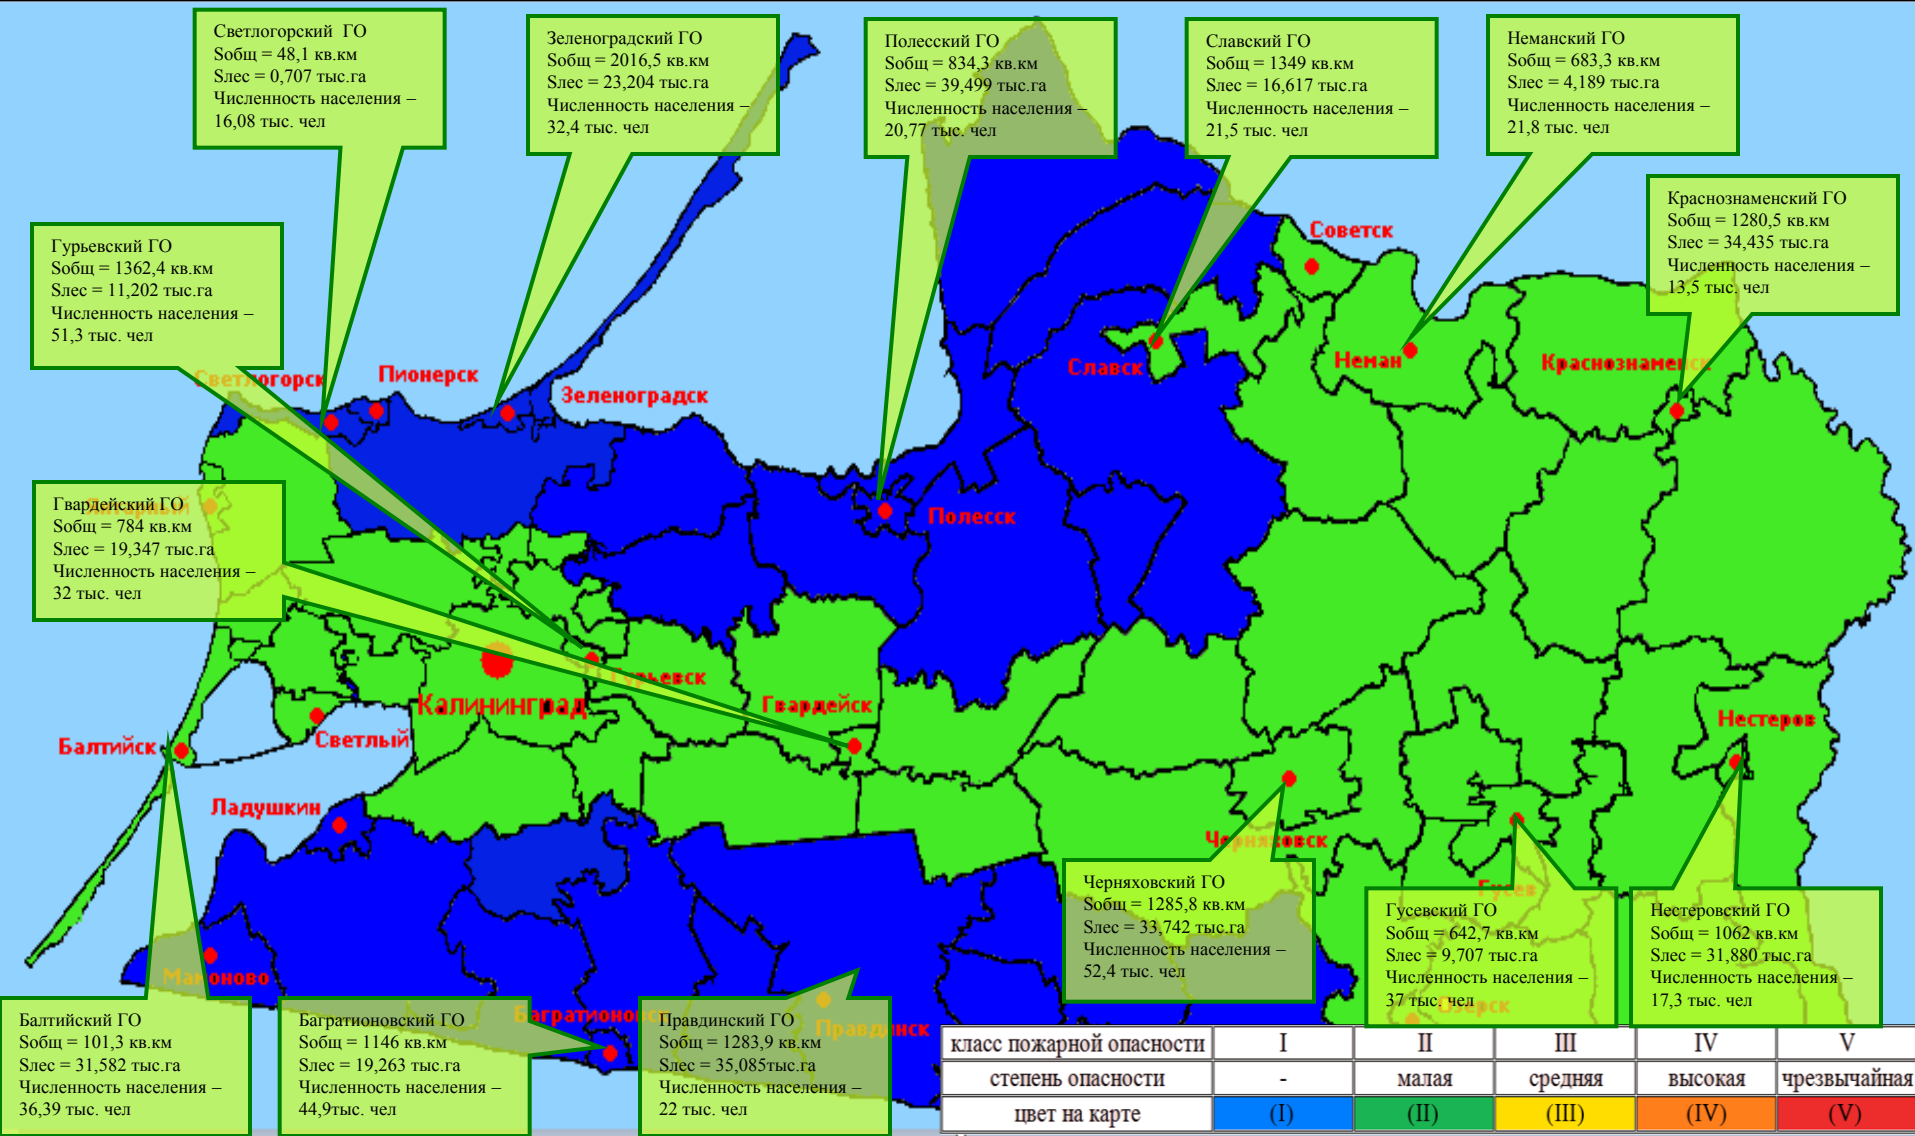 Светлогорский ГО
Sобщ = 48,1 кв.км
Sлес = 0,707 тыс.га
Численность населения –
16,08 тыс. чел
Зеленоградский ГО
Sобщ = 2016,5 кв.км
Sлес = 23,204 тыс.га
Численность населения –
32,4 тыс. чел
Полесский ГО
Sобщ = 834,3 кв.км
Sлес = 39,499 тыс.га
Численность населения –
20,77 тыс. чел
Славский ГО
Sобщ = 1349 кв.км
Sлес = 16,617 тыс.га
Численность населения –
21,5 тыс. чел
Неманский ГО
Sобщ = 683,3 кв.км
Sлес = 4,189 тыс.га
Численность населения –
21,8 тыс. чел
Краснознаменский ГО
Sобщ = 1280,5 кв.км
Sлес = 34,435 тыс.га
Численность населения –
13,5 тыс. чел
Гурьевский ГО
Sобщ = 1362,4 кв.км
Sлес = 11,202 тыс.га
Численность населения –
51,3 тыс. чел
Советск
Неман
Краснознаменск
Славск
Светлогорск
Пионерск
Зеленоградск
Гвардейский ГО
Sобщ = 784 кв.км
Sлес = 19,347 тыс.га
Численность населения –
32 тыс. чел
Полесск
Гурьевск
Калининград
Гвардейск
Нестеров
Балтийск
Светлый
Ладушкин
Черняховск
Гусев
Черняховский ГО
Sобщ = 1285,8 кв.км
Sлес = 33,742 тыс.га
Численность населения –
52,4 тыс. чел
Гусевский ГО
Sобщ = 642,7 кв.км
Sлес = 9,707 тыс.га
Численность населения –
37 тыс. чел
Нестеровский ГО
Sобщ = 1062 кв.км
Sлес = 31,880 тыс.га
Численность населения –
17,3 тыс. чел
Мамоново
Багратионовск
Правдинск
Озерск
Балтийский ГО
Sобщ = 101,3 кв.км
Sлес = 31,582 тыс.га
Численность населения –
36,39 тыс. чел
Багратионовский ГО
Sобщ = 1146 кв.км
Sлес = 19,263 тыс.га
Численность населения –
44,9тыс. чел
Правдинский ГО
Sобщ = 1283,9 кв.км
Sлес = 35,085тыс.га
Численность населения –
22 тыс. чел
класс пожарной опасности I II III IV V
степень опасности - малая средняя высокая чрезвычайная
цвет на карте (I) (II) (III) (IV) (V)